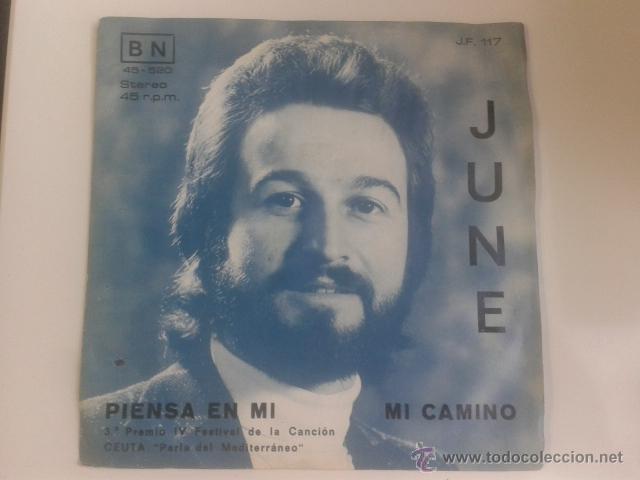 BN
J.F. 117
45-520
Stereo
45 r.p.m.
JUNE
PIENSA EN MI
MI CAMINO
3.º Premio IV Festival de la Canción
CEUTA "Perla del Mediterráneo"
todocoleccion
www.todocoleccion.net